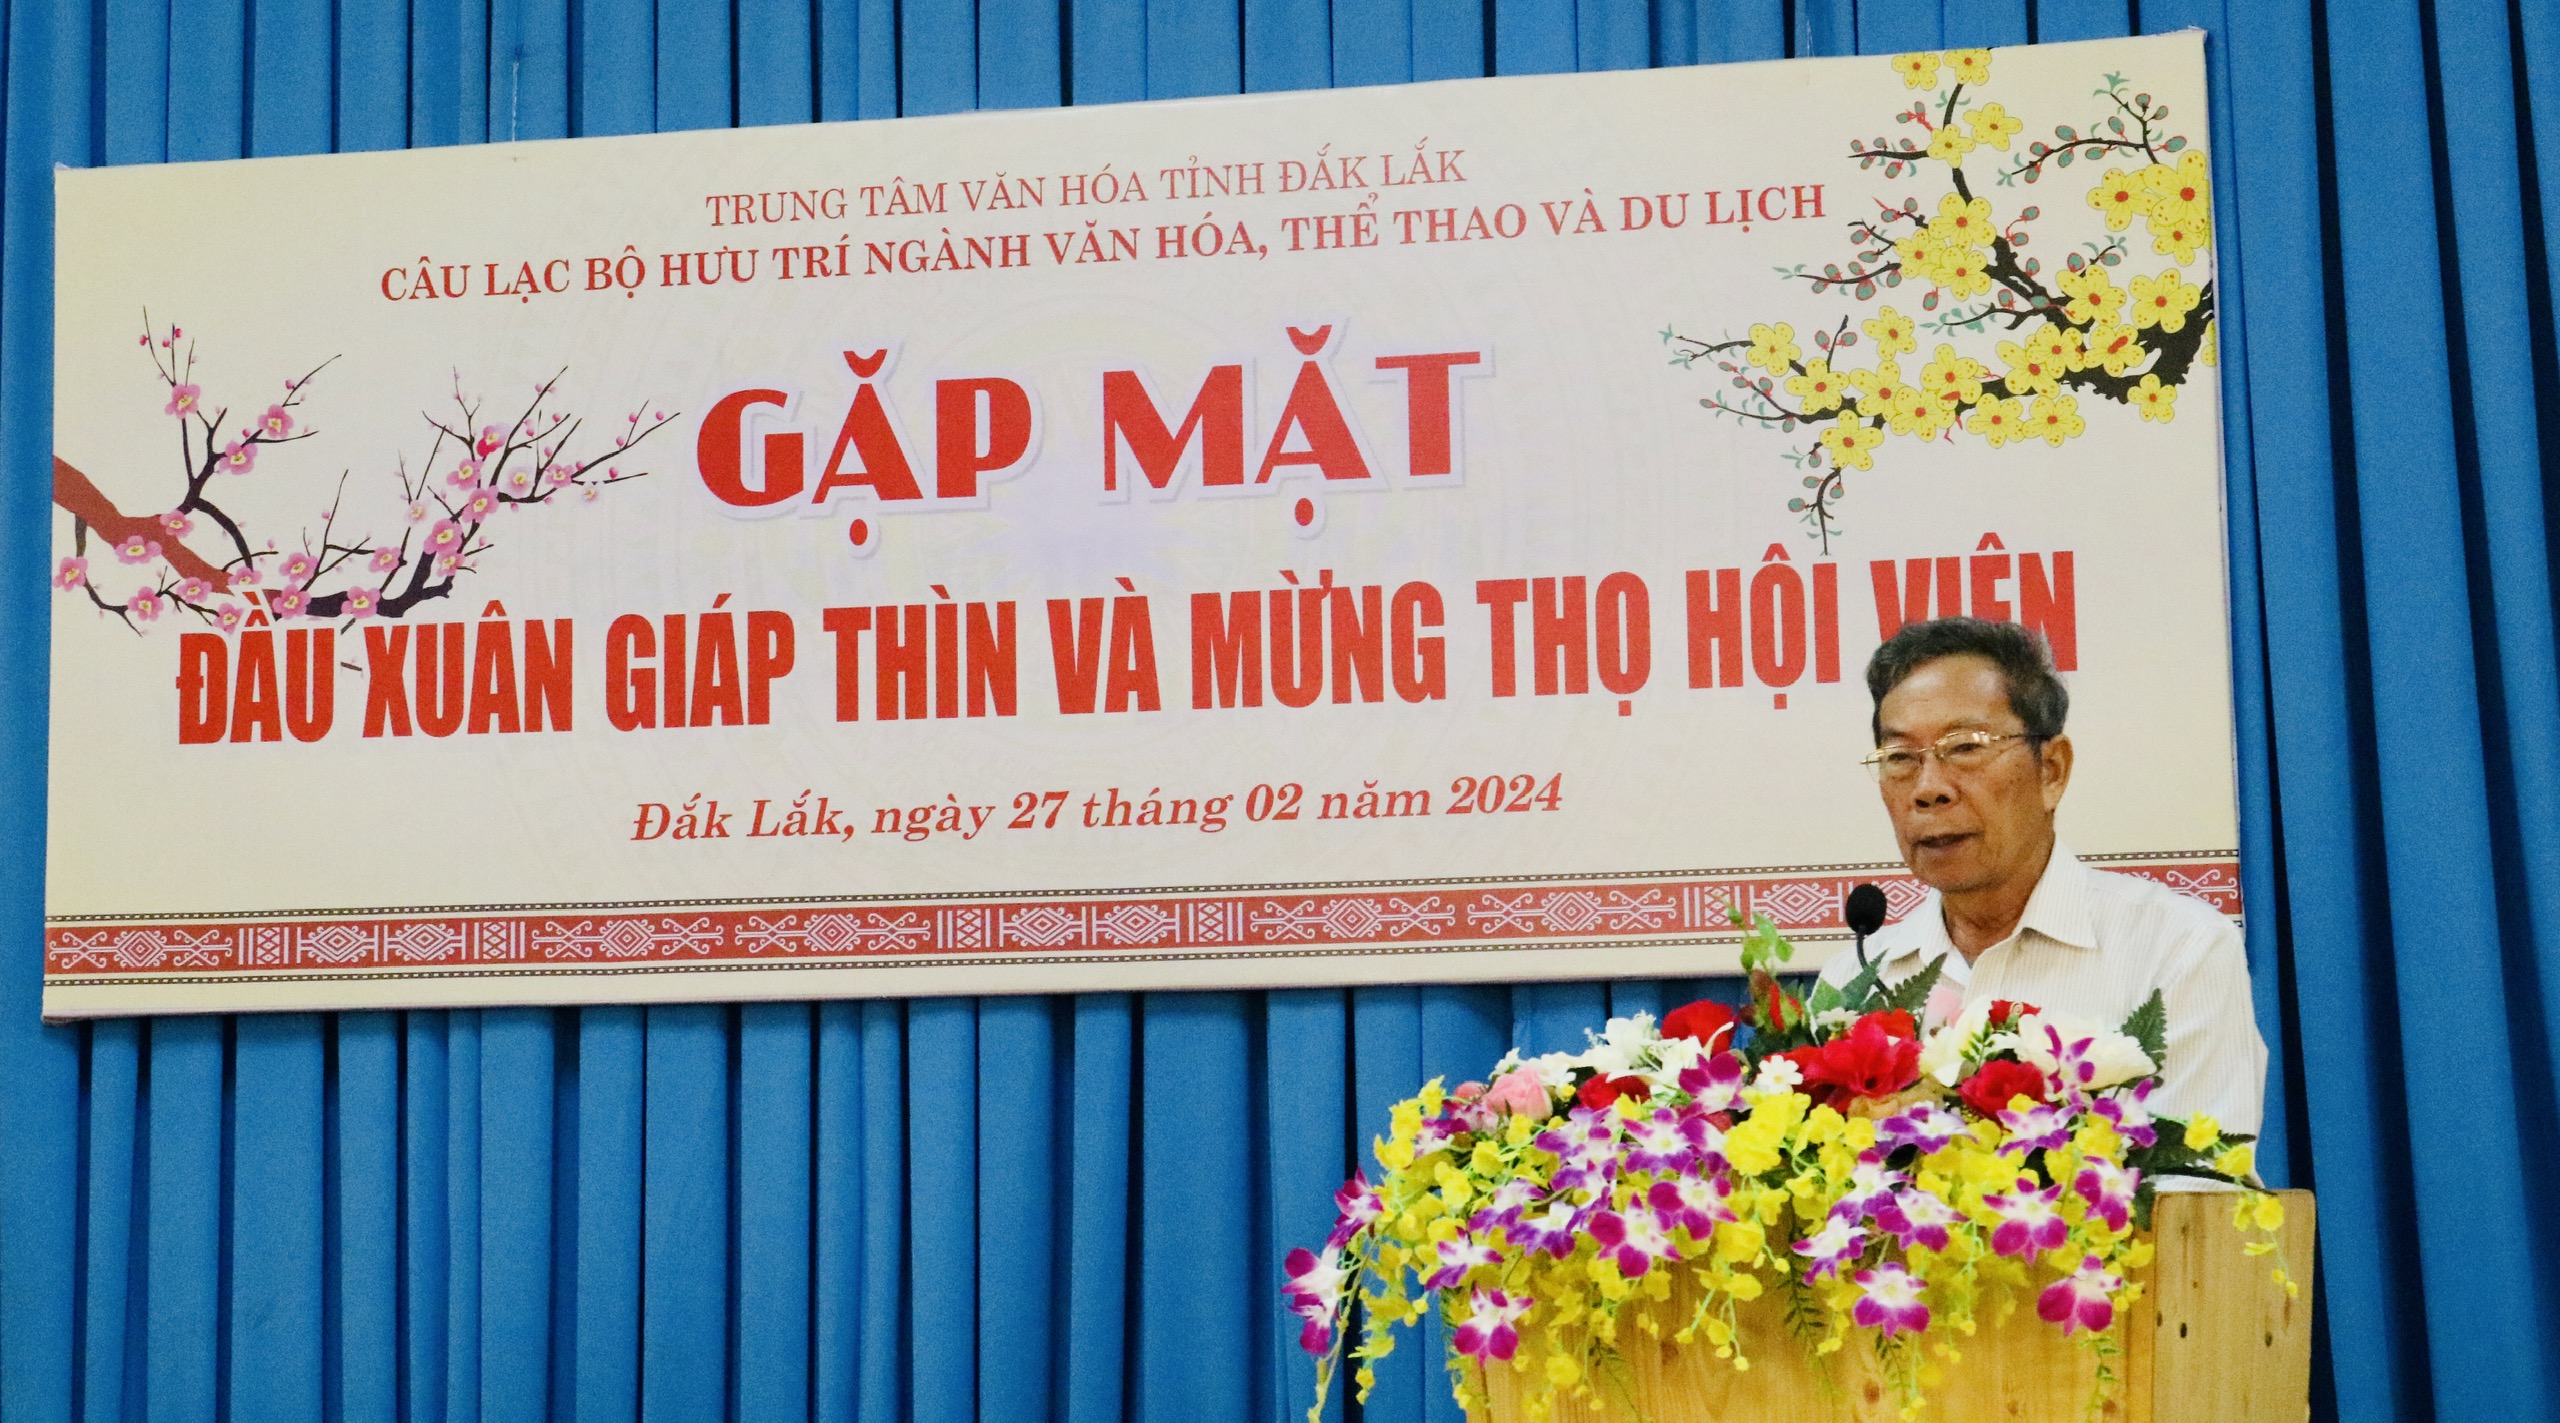 TRUNG TÂM VĂN HÓA TỈNH ĐẮK LẮK
CÂU LẠC BỘ HƯU TRÍ NGÀNH VĂN HÓA, THỂ THAO VÀ DU LỊCH
GẶP MẶT
ĐẦU XUÂN GIÁP THÌN VÀ MỪNG THỌ HỘI VIÊN
Đắk Lắk, ngày 27 tháng 02 năm 2024